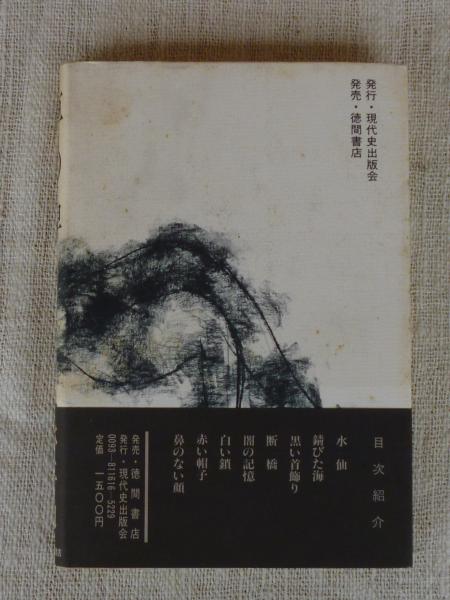 発行・現代史出版会
発売・徳間書店
目次紹介
水仙
錆びた海
黒い首飾り
断橋
闇の記憶
白い鎖
赤い帽子
鼻のない顔
発売・徳間書店
発行・現代史出版会
0093―811616―5229
定価 一五〇〇円